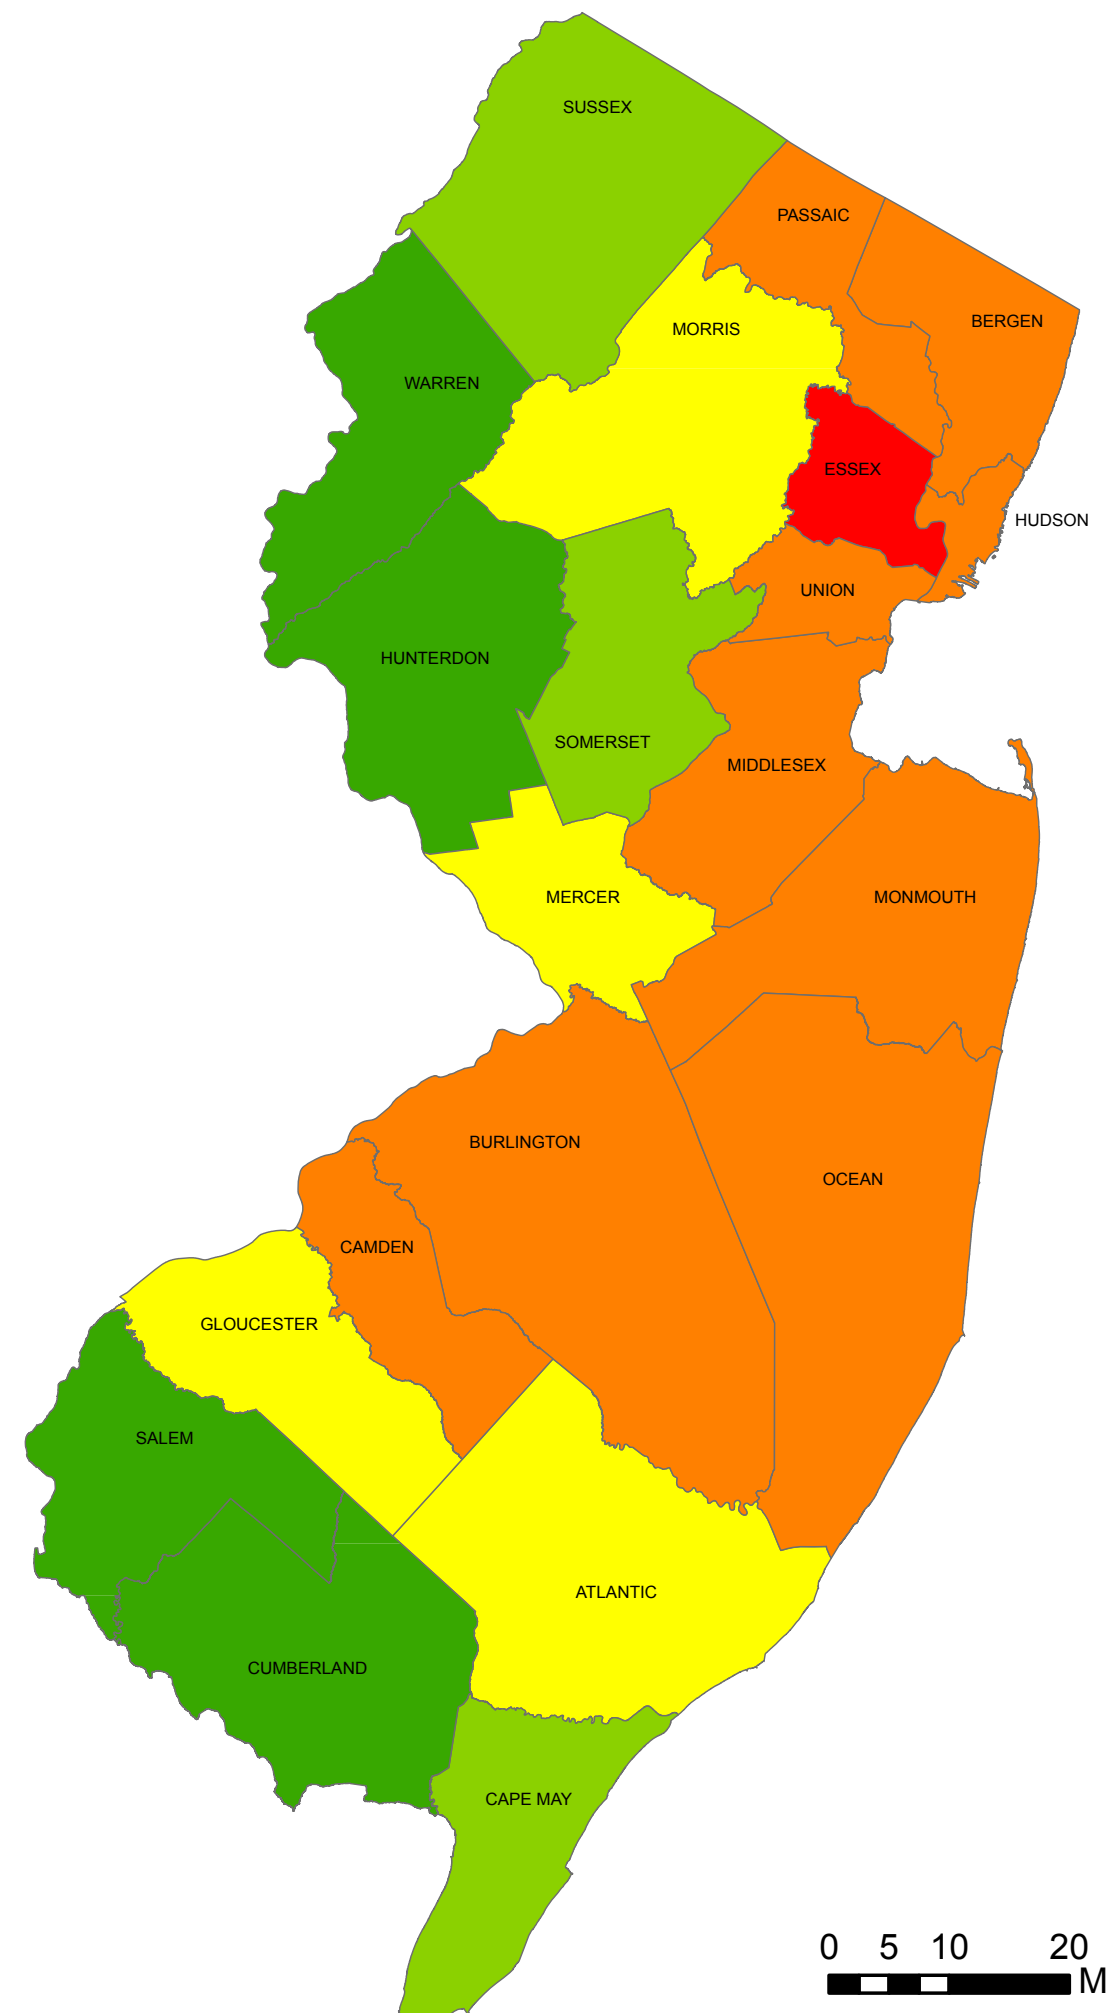 SUSSEX
PASSAIC
BERGEN
MORRIS
WARREN
ESSEX
HUDSON
UNION
HUNTERDON
SOMERSET
MIDDLESEX
MERCER
MONMOUTH
BURLINGTON
OCEAN
CAMDEN
GLOUCESTER
SALEM
ATLANTIC
CUMBERLAND
CAPE MAY
0 5 10 20
M